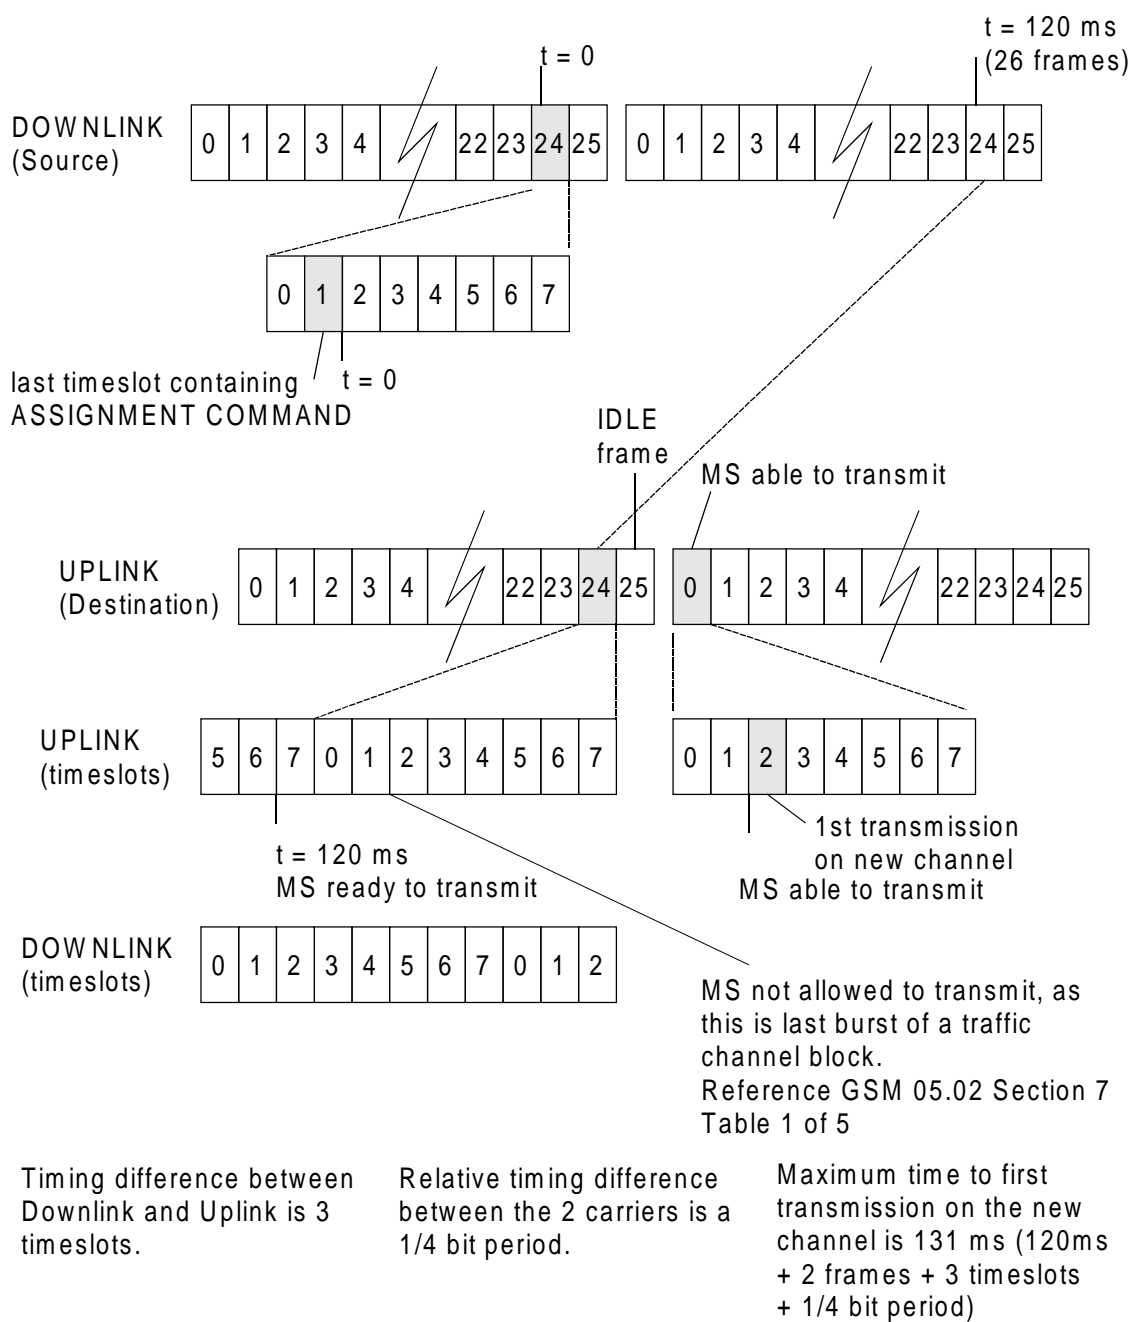 t = 120 ms
(26 frames)
t = 0
DOWNLINK
(Source)
0 1 2 3 4 22 23 24 25 0 1 2 3 4 22 23 24 25
0 1 2 3 4 5 6 7
last timeslot containing
ASSIGNMENT COMMAND
t = 0
IDLE
frame
MS able to transmit
UPLINK
(Destination)
0 1 2 3 4 22 23 24 25 0 1 2 3 4 22 23 24 25
UPLINK
(timeslots)
5 6 7 0 1 2 3 4 5 6 7 0 1 2 3 4 5 6 7
t = 120 ms
MS ready to transmit
1st transmission
on new channel
MS able to transmit
DOWNLINK
(timeslots)
0 1 2 3 4 5 6 7 0 1 2
MS not allowed to transmit, as
this is last burst of a traffic
channel block.
Reference GSM 05.02 Section 7
Table 1 of 5
Timing difference between
Downlink and Uplink is 3
timeslots.
Relative timing difference
between the 2 carriers is a
1/4 bit period.
Maximum time to first
transmission on the new
channel is 131 ms (120ms
+ 2 frames + 3 timeslots
+ 1/4 bit period)